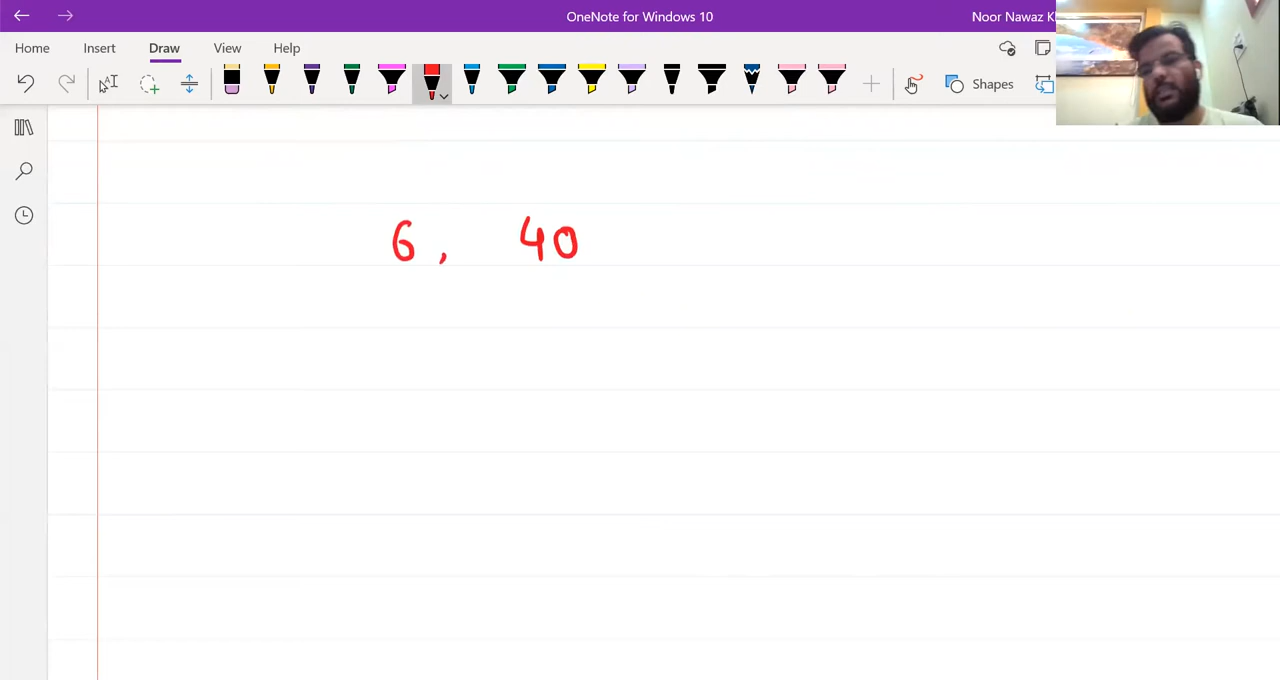 OneNote for Windows 10
Noor Nawaz K
Home Insert Draw View Help
Shapes
6, 40